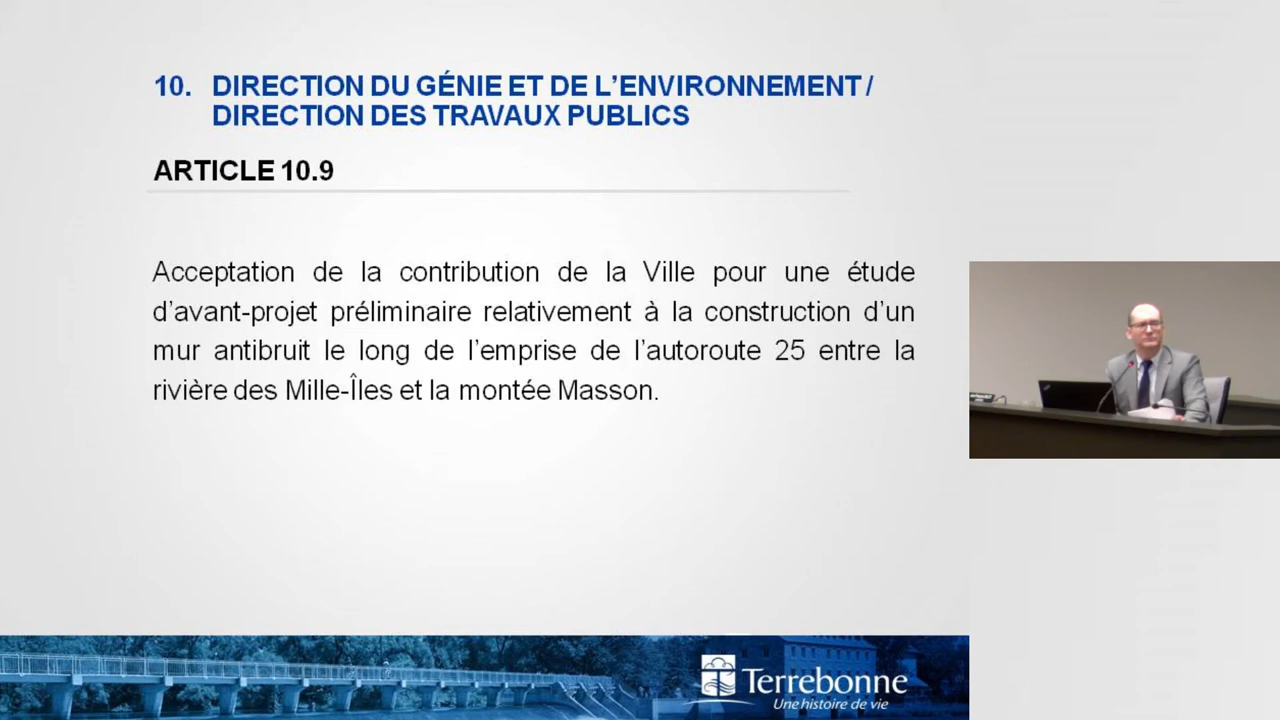 10. DIRECTION DU GÉNIE ET DE L’ENVIRONNEMENT /
DIRECTION DES TRAVAUX PUBLICS
ARTICLE 10.9
Acceptation de la contribution de la Ville pour une étude
d’avant-projet préliminaire relativement à la construction d’un
mur antibruit le long de l’emprise de l’autoroute 25 entre la
rivière des Mille-Îles et la montée Masson.
Terrebonne
Une histoire de vie